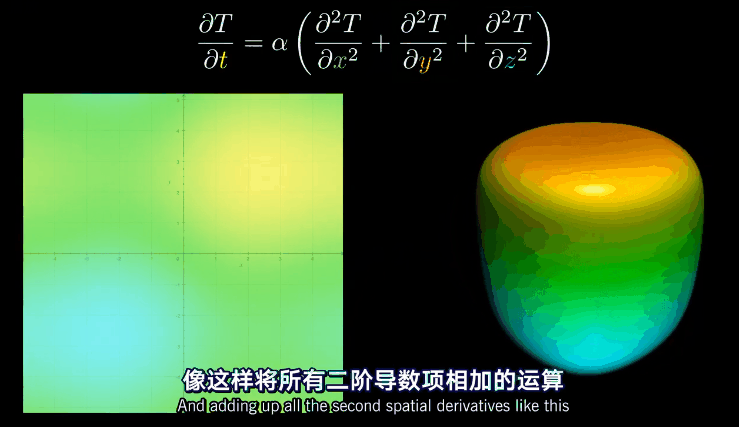 ∂T/∂t = α (∂²T/∂x² + ∂²T/∂y² + ∂²T/∂z²)
像这样将所有二阶导数项相加的运算
And adding up all the second spatial derivatives like this